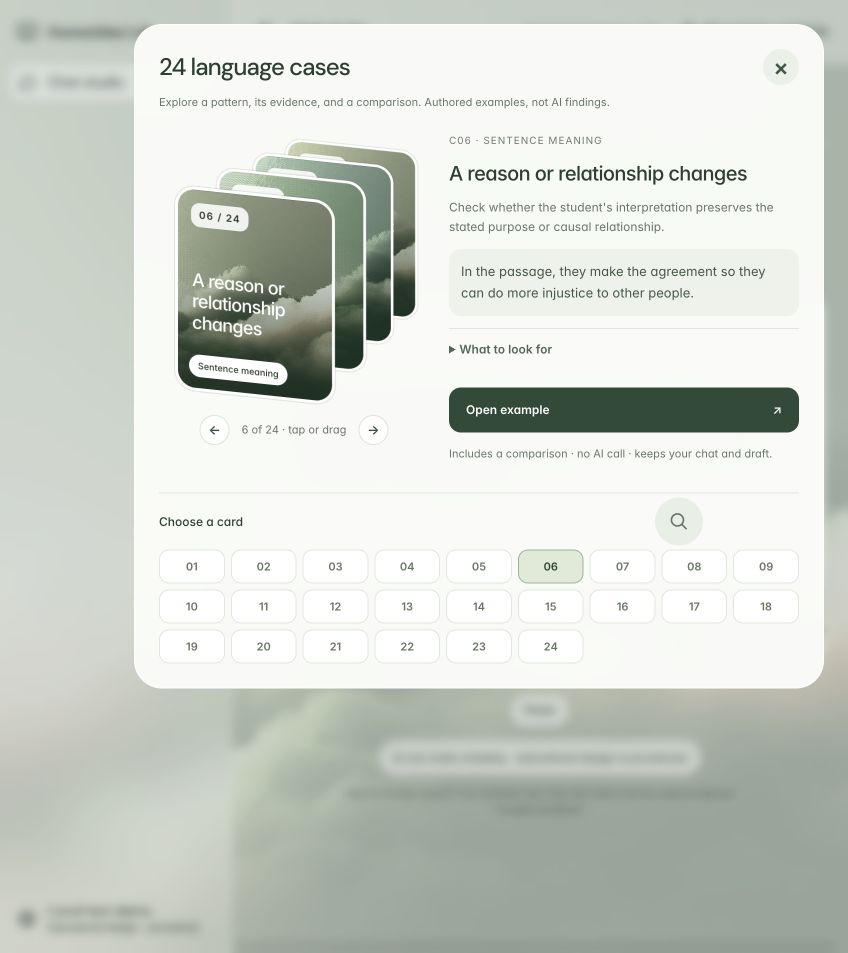 24 language cases
Explore a pattern, its evidence, and a comparison. Authored examples, not AI findings.
06 / 24
A reason or
relationship
changes
Sentence meaning
6 of 24 · tap or drag
C06 · SENTENCE MEANING
A reason or relationship changes
Check whether the student's interpretation preserves the
stated purpose or causal relationship.
In the passage, they make the agreement so they
can do more injustice to other people.
What to look for
Open example
Includes a comparison · no AI call · keeps your chat and draft.
Choose a card
01 02 03 04 05 06 07 08 09
10 11 12 13 14 15 16 17 18
19 20 21 22 23 24